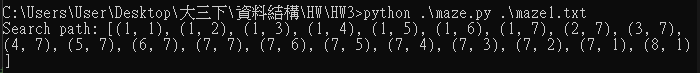 C:\Users\User\Desktop\大三下\資料結構\HW\HW3>python .\maze.py .\maze1.txt
Search path: [(1, 1), (1, 2), (1, 3), (1, 4), (1, 5), (1, 6), (1, 7), (2, 7), (3, 7),
(4, 7), (5, 7), (6, 7), (7, 7), (7, 6), (7, 5), (7, 4), (7, 3), (7, 2), (7, 1), (8, 1)
]